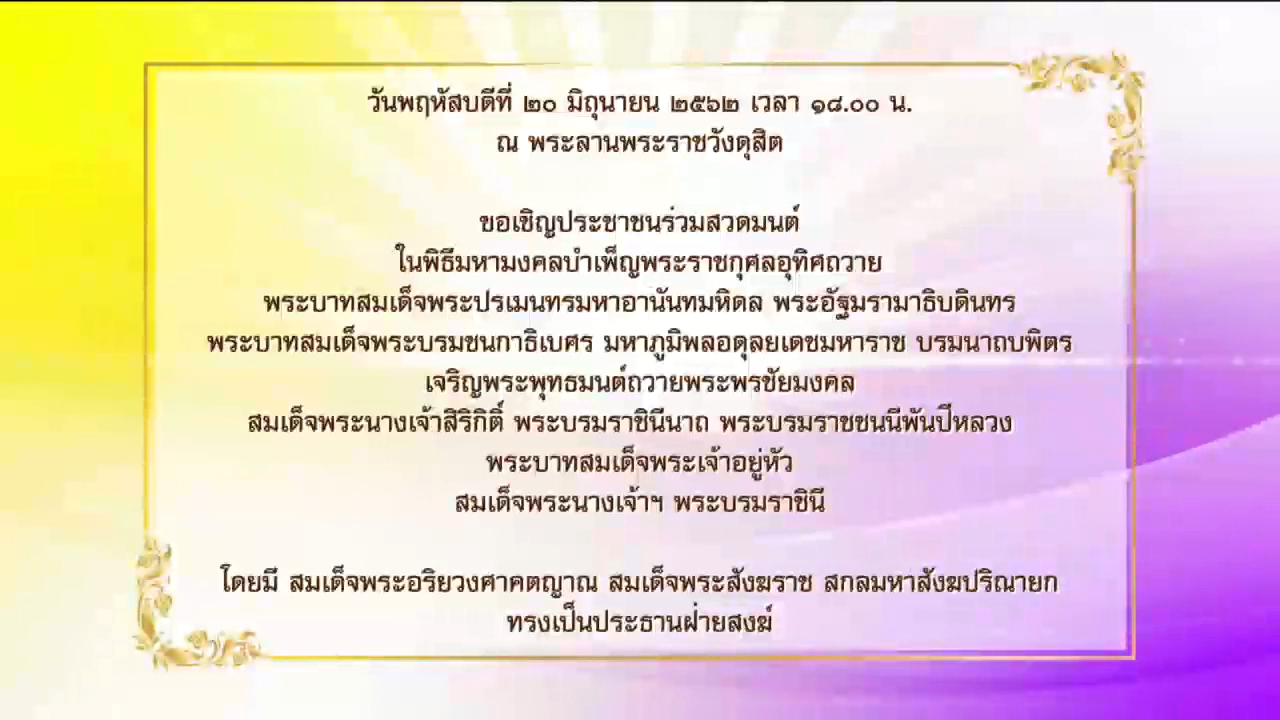 วันพฤหัสบดีที่ ๒๐ มิถุนายน ๒๕๖๒ เวลา ๑๘.๐๐ น.
ณ พระลานพระราชวังดุสิต
ขอเชิญประชาชนร่วมสวดมนต์
ในพิธีมหามงคลบำเพ็ญพระราชกุศลอุทิศถวาย
พระบาทสมเด็จพระปรเมนทรมหาอานันทมหิดล พระอัฐมรามาธิบดินทร
พระบาทสมเด็จพระบรมชนกาธิเบศร มหาภูมิพลอดุลยเดชมหาราช บรมนาถบพิตร
เจริญพระพุทธมนต์ถวายพระพรชัยมงคล
สมเด็จพระนางเจ้าสิริกิติ์ พระบรมราชินีนาถ พระบรมราชชนนีพันปีหลวง
พระบาทสมเด็จพระเจ้าอยู่หัว
สมเด็จพระนางเจ้าฯ พระบรมราชินี
โดยมี สมเด็จพระอริยวงศาคตญาณ สมเด็จพระสังฆราช สกลมหาสังฆปริณายก
ทรงเป็นประธานฝ่ายสงฆ์